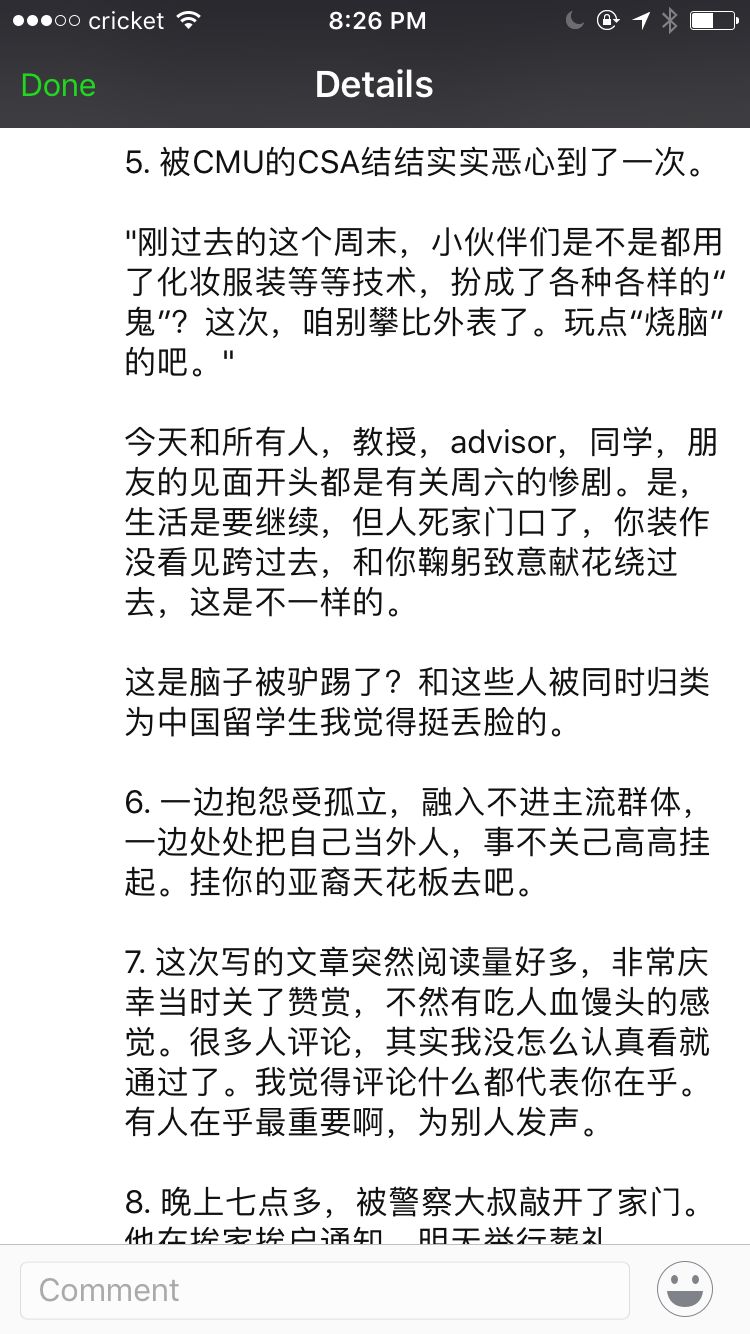 cricket 8:26 PM
Done Details
5. 被CMU的CSA结结实实恶心到了一次。
"刚过去的这个周末，小伙伴们是不是都用
了化妆服装等等技术，扮成了各种各样的“
鬼”？这次，咱别攀比外表了。玩点“烧脑”
的吧。"
今天和所有人，教授，advisor，同学，朋
友的见面开头都是有关周六的惨剧。是，
生活是要继续，但人死家门口了，你装作
没看见跨过去，和你鞠躬致意献花绕过
去，这是不一样的。
这是脑子被驴踢了？和这些人被同时归类
为中国留学生我觉得挺丢脸的。
6. 一边抱怨受孤立，融入不进主流群体，
一边处处把自己当外人，事不关己高高挂
起。挂你的亚裔天花板去吧。
7. 这次写的文章突然阅读量好多，非常庆
幸当时关了赞赏，不然有吃人血馒头的感
觉。很多人评论，其实我没怎么认真看就
通过了。我觉得评论什么都代表你在乎。
有人在乎最重要啊，为别人发声。
8. 晚上七点多，被警察大叔敲开了家门。
他在挨家挨户通知，明天举行葬礼
Comment